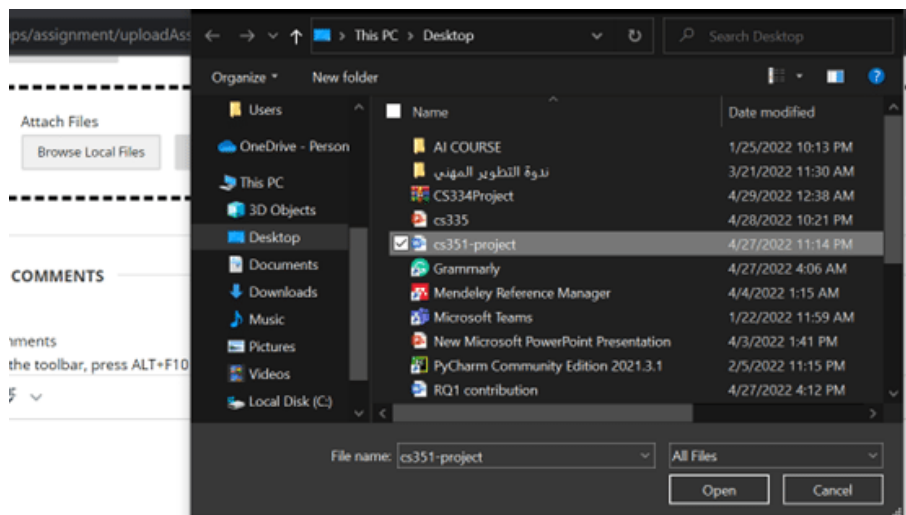 ps/assignment/uploadAss
This PC > Desktop
Search Desktop
Organize
New folder
Attach Files
Browse Local Files
COMMENTS
the toolbar, press ALT+F10
Users
OneDrive - Person
This PC
3D Objects
Desktop
Documents
Downloads
Music
Pictures
Videos
Local Disk (C:)
Name Date modified
AI COURSE 1/25/2022 10:13 PM
ندوة التطوير المهني 3/21/2022 11:30 AM
CS334Project 4/29/2022 12:38 AM
cs335 4/28/2022 10:21 PM
cs351-project 4/27/2022 11:14 PM
Grammarly 4/27/2022 4:06 AM
Mendeley Reference Manager 4/4/2022 1:15 AM
Microsoft Teams 1/22/2022 11:59 AM
New Microsoft PowerPoint Presentation 4/3/2022 1:41 PM
PyCharm Community Edition 2021.3.1 2/5/2022 11:15 PM
RQ1 contribution 4/27/2022 4:12 PM
File name: cs351-project
All Files
Open
Cancel